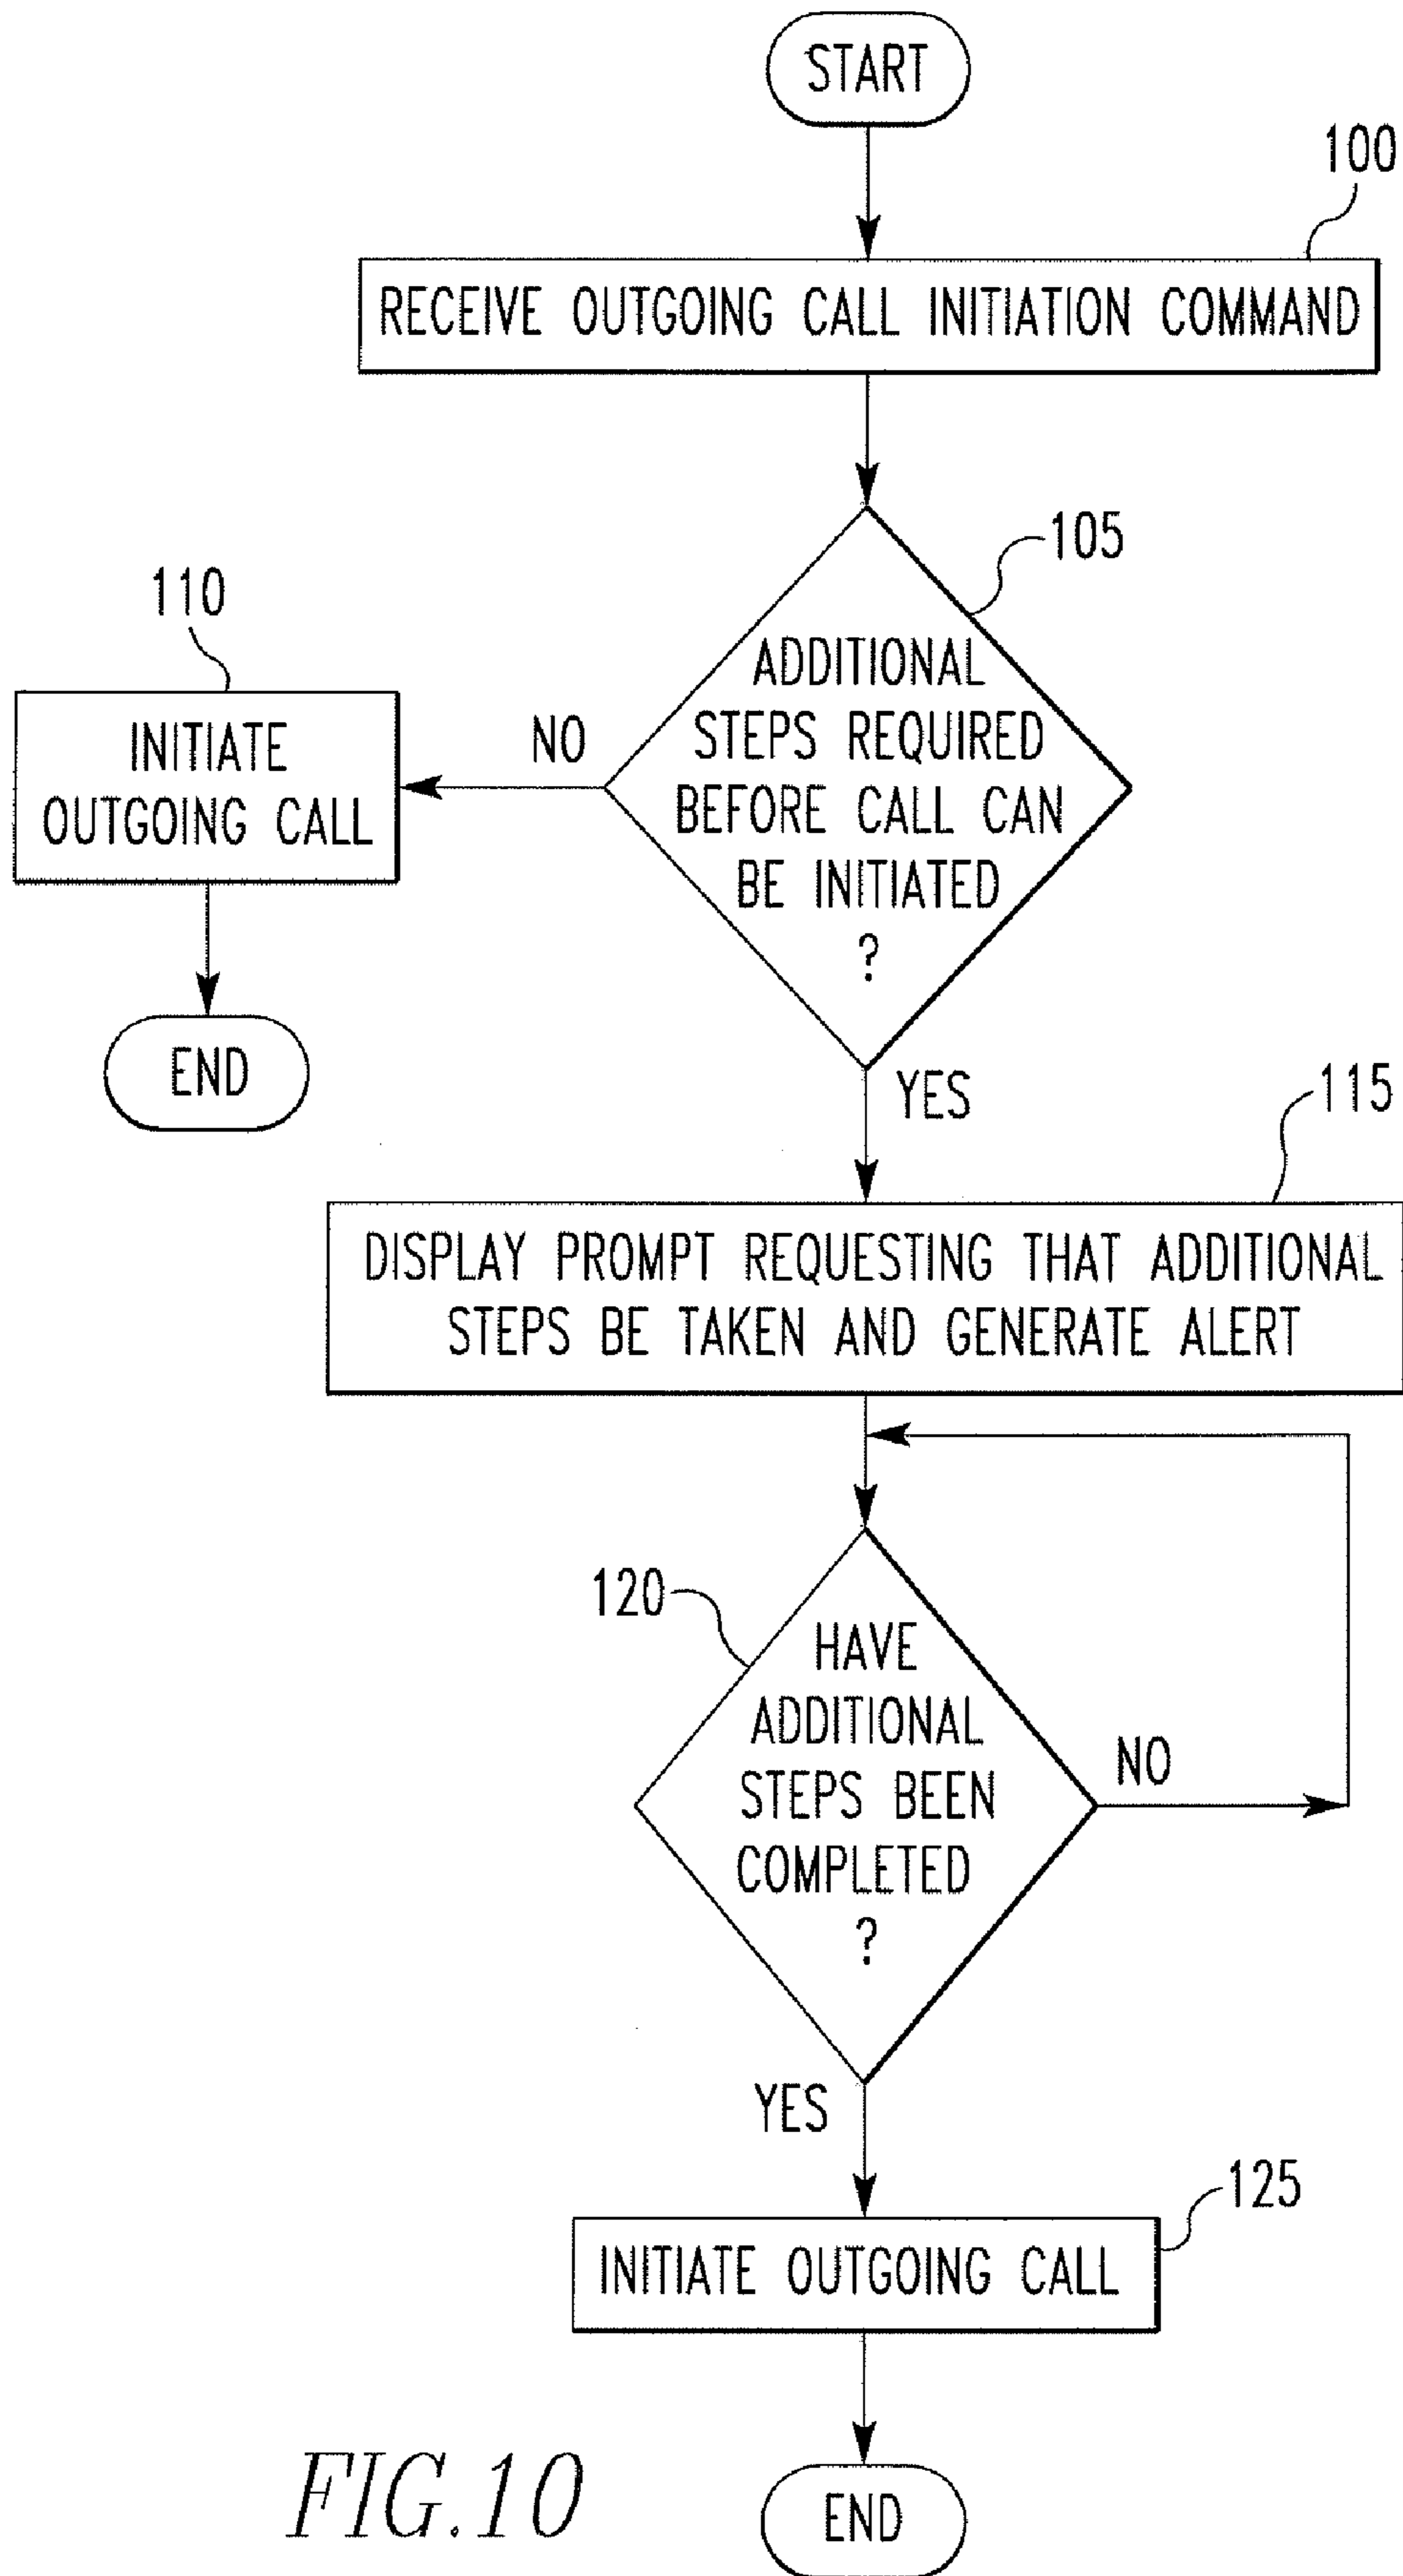 START
100
RECEIVE OUTGOING CALL INITIATION COMMAND
105
ADDITIONAL
STEPS REQUIRED
BEFORE CALL CAN
BE INITIATED
?
NO
110
INITIATE
OUTGOING CALL
END
YES
115
DISPLAY PROMPT REQUESTING THAT ADDITIONAL
STEPS BE TAKEN AND GENERATE ALERT
120
HAVE
ADDITIONAL
STEPS BEEN
COMPLETED
?
NO
YES
125
INITIATE OUTGOING CALL
END
FIG.10